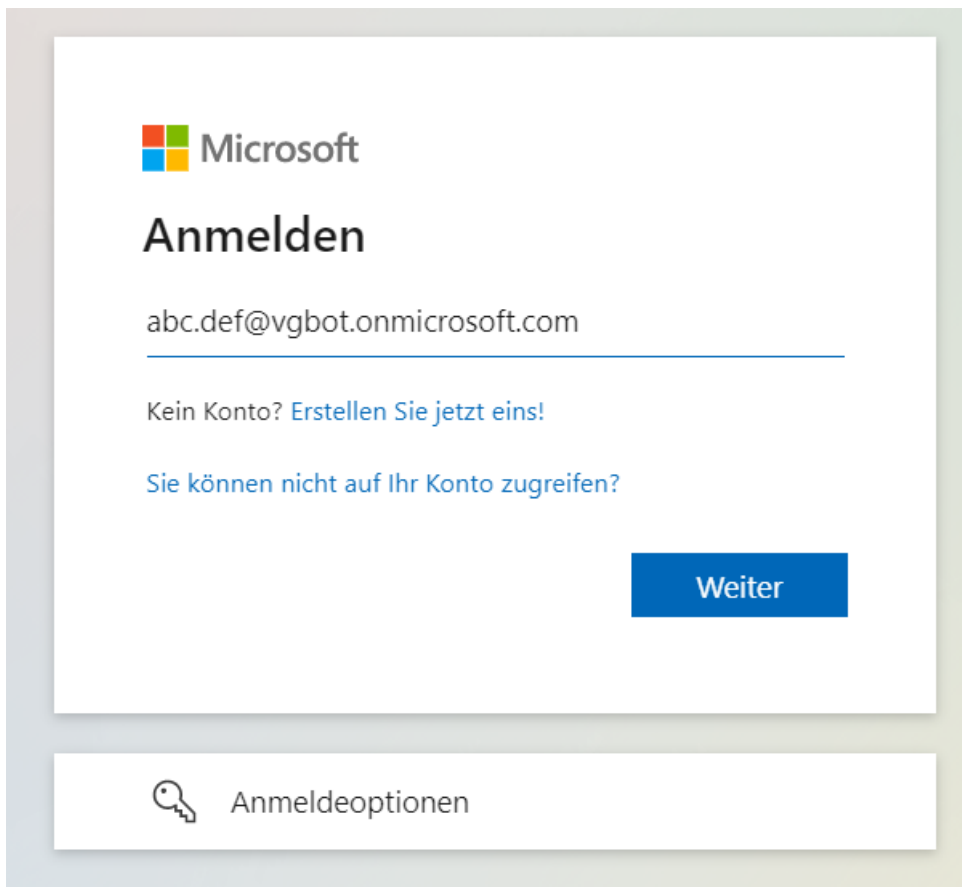 Microsoft
Anmelden
abc.def@vgbot.onmicrosoft.com
Kein Konto? Erstellen Sie jetzt eins!
Sie können nicht auf Ihr Konto zugreifen?
Weiter
Anmeldeoptionen